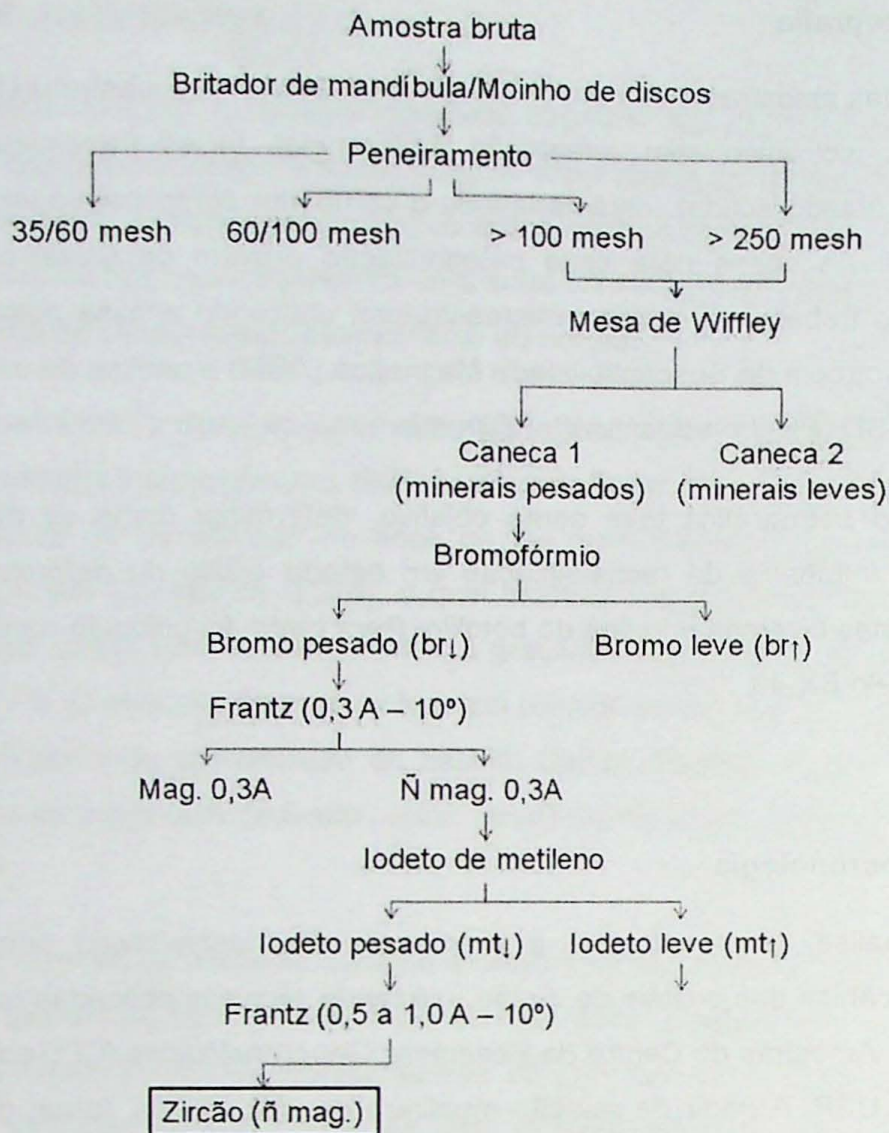 Amostra bruta
Britador de mandíbula/Moinho de discos
Peneiramento
35/60 mesh 60/100 mesh > 100 mesh > 250 mesh
Mesa de Wiffley
Caneca 1 Caneca 2
(minerais pesados) (minerais leves)
Bromofórmio
Bromo pesado (br↓) Bromo leve (br↑)
Frantz (0,3 A – 10º)
Mag. 0,3A Ñ mag. 0,3A
Iodeto de metileno
Iodeto pesado (mt↓) Iodeto leve (mt↑)
Frantz (0,5 a 1,0 A – 10º)
Zircão (ñ mag.)